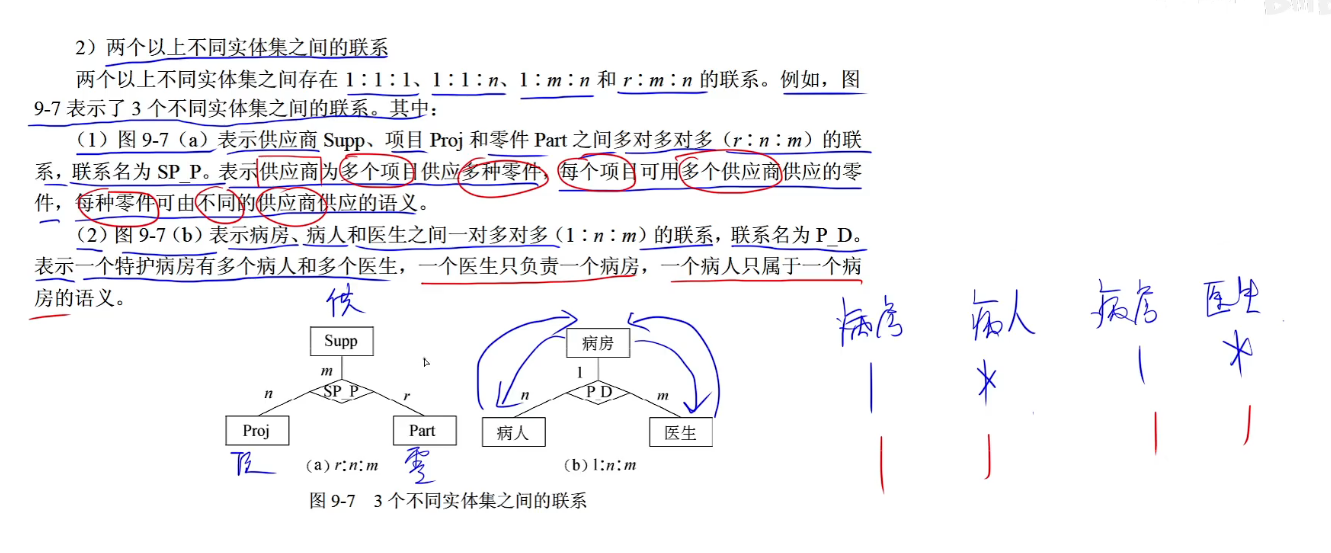 2）两个以上不同实体集之间的联系
两个以上不同实体集之间存在 1∶1∶1、1∶1∶n、1∶m∶n 和 r∶m∶n 的联系。例如，图
9-7 表示了 3 个不同实体集之间的联系。其中：
（1）图 9-7（a）表示供应商 Supp、项目 Proj 和零件 Part 之间多对多对多（r∶n∶m）的联
系，联系名为 SP_P。表示供应商为多个项目供应多种零件，每个项目可用多个供应商供应的零
件，每种零件可由不同的供应商供应的语义。
（2）图 9-7（b）表示病房、病人和医生之间一对多对多（1∶n∶m）的联系，联系名为 P_D。
表示一个特护病房有多个病人和多个医生，一个医生只负责一个病房，一个病人只属于一个病
房的语义。
供
病房 病人 病房 医生
Supp
病房
m
1
SP_P
P_D
n r n m
Proj Part 病人 医生
项 零
(a) r∶n∶m (b) 1∶n∶m
图 9-7 3 个不同实体集之间的联系
1 * 1 *
1 1 1 1